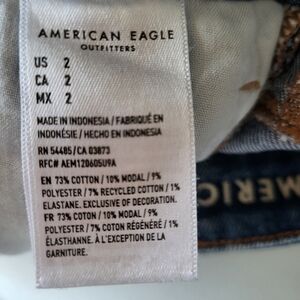 AMERICAN EAGLE
OUTFITTERS
US 2
CA 2
MX 2
MADE IN INDONESIA / FABRIQUÉ EN
INDONÉSIE / HECHO EN INDONESIA
RN 54485 / CA 03873
RFC# AEM120605U9A
EN 73% COTTON / 10% MODAL / 9%
POLYESTER / 7% RECYCLED COTTON / 1%
ELASTANE. EXCLUSIVE OF DECORATION.
FR 73% COTON / 10% MODAL / 9%
POLYESTER / 7% COTON RÉGÉNÉRÉ / 1%
ÉLASTHANNE. À L'EXCEPTION DE LA
GARNITURE.
MERIC